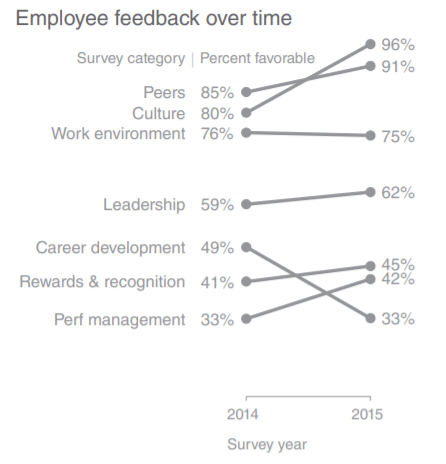 Employee feedback over time
Survey category | Percent favorable
96%
91%
Peers 85%
Culture 80%
Work environment 76%
75%
Leadership 59%
62%
Career development 49%
45%
Rewards & recognition 41%
42%
Perf management 33%
33%
2014 2015
Survey year